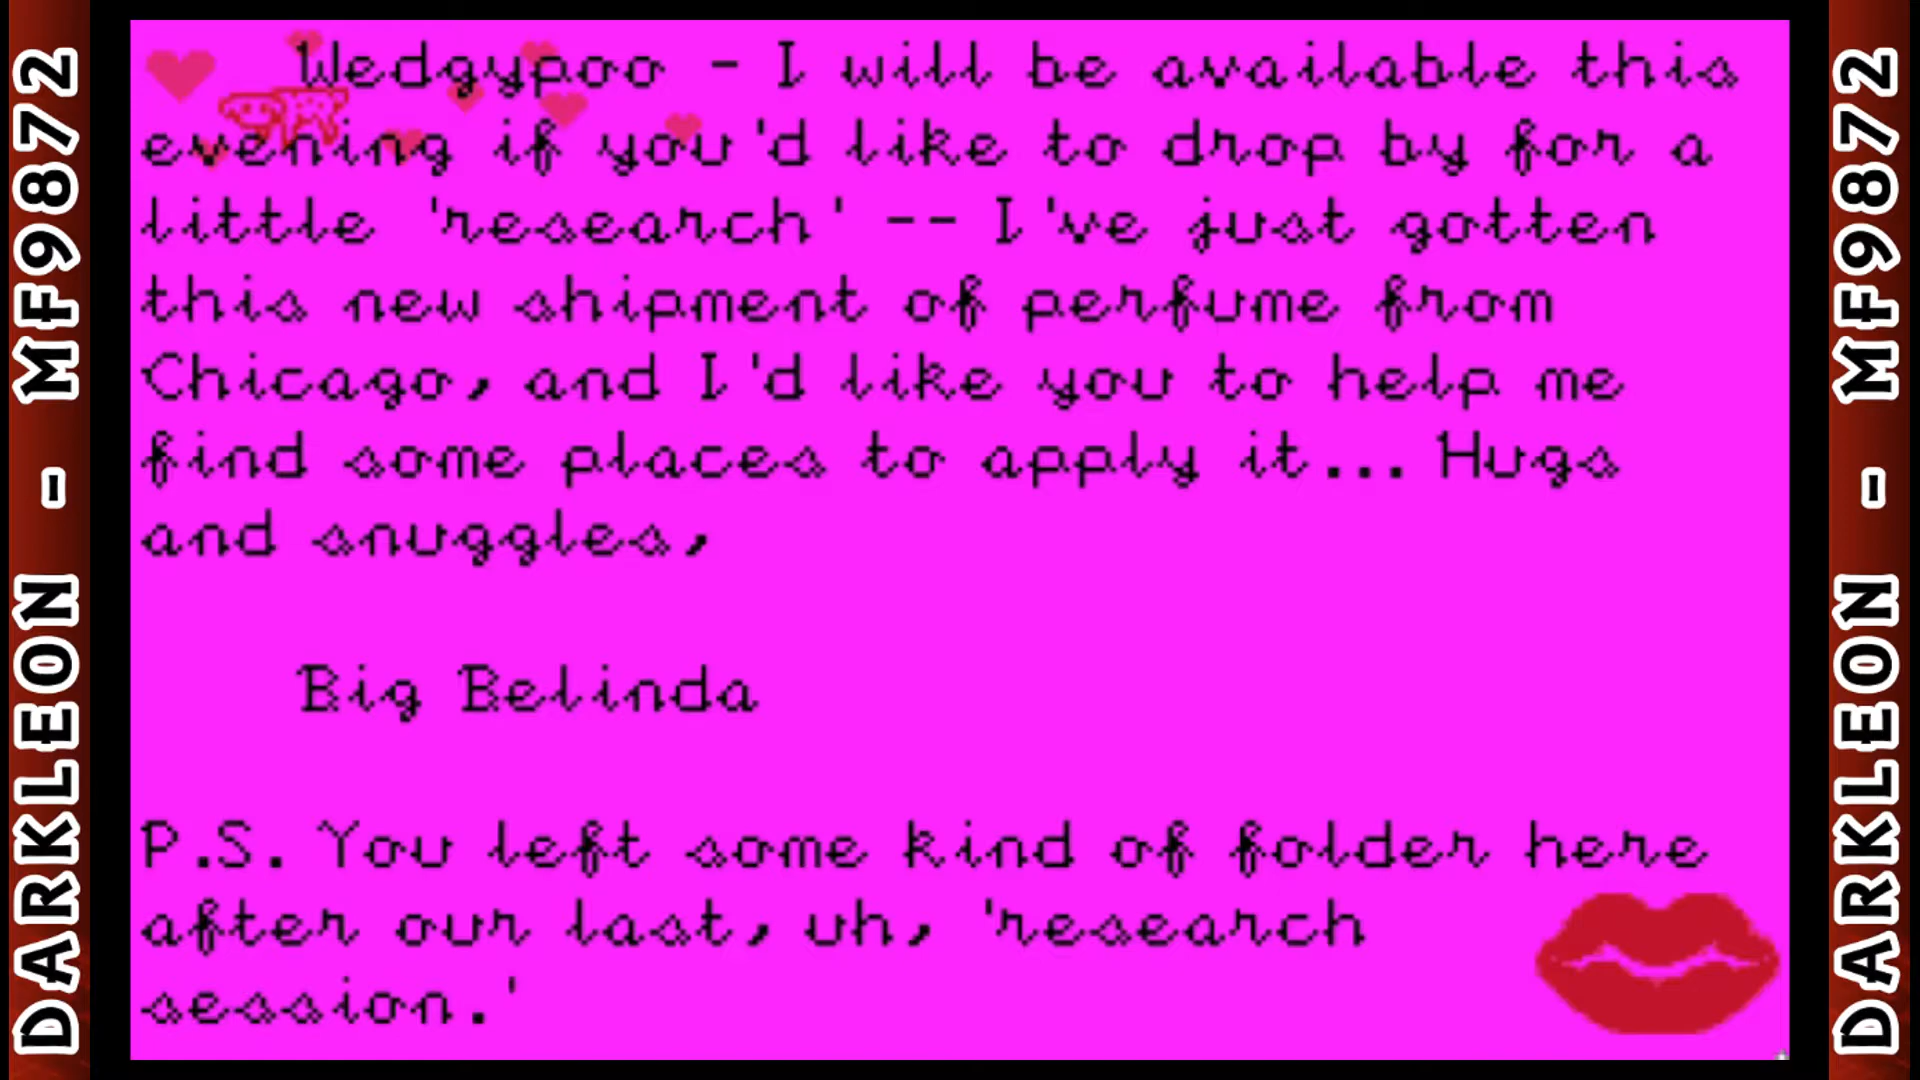 Wedgypoo - I will be available this
evening if you'd like to drop by for a
little 'research' -- I've just gotten
this new shipment of perfume from
Chicago, and I'd like you to help me
find some places to apply it... Hugs
and snuggles,
Big Belinda
P.S. You left some kind of folder here
after our last, uh, 'research
session.'
DARKLEON - MF9872
DARKLEON - MF9872